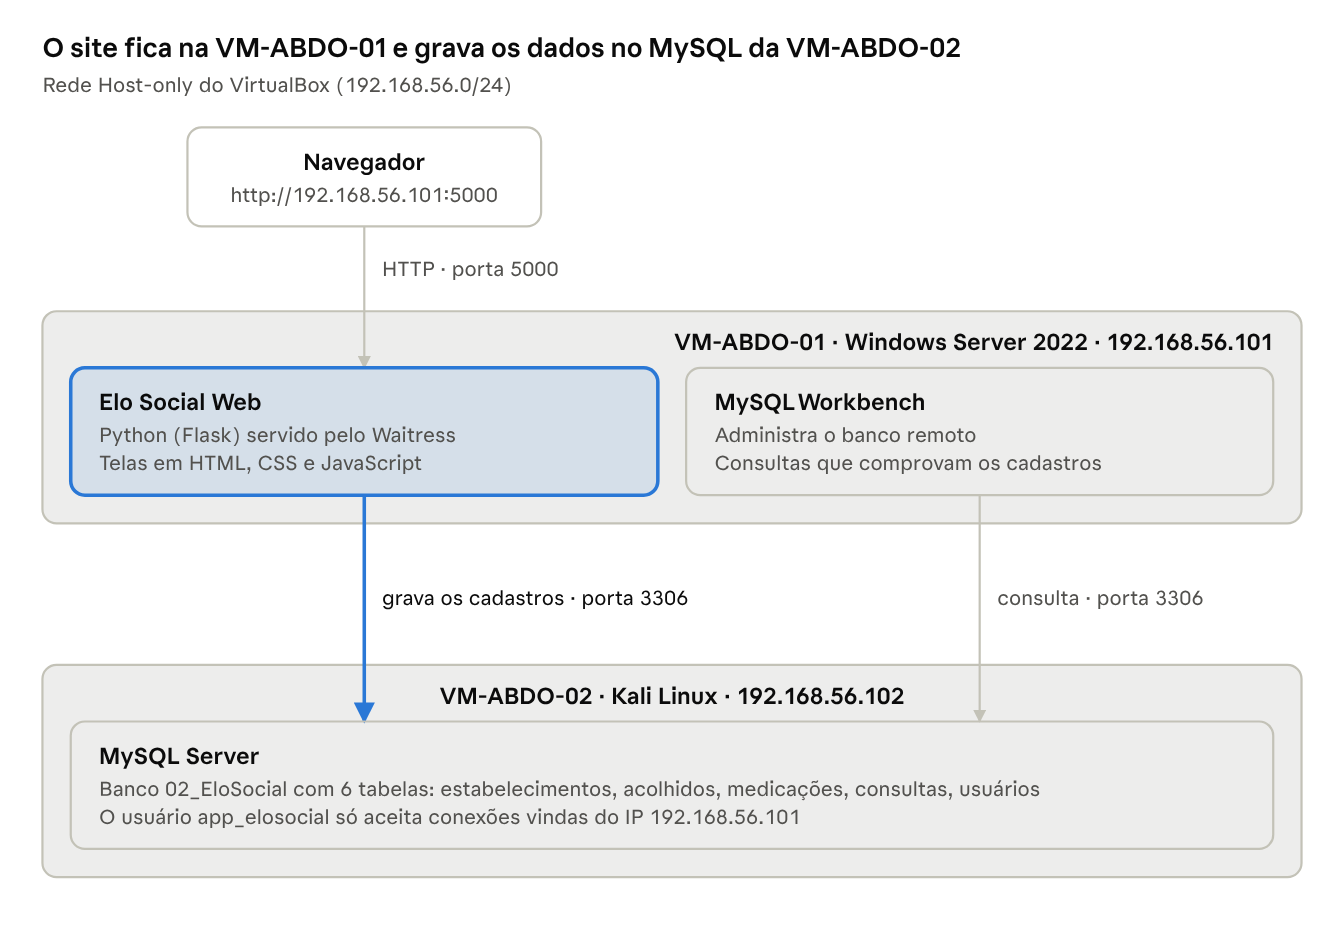 O site fica na VM-ABDO-01 e grava os dados no MySQL da VM-ABDO-02
Rede Host-only do VirtualBox (192.168.56.0/24)
Navegador
http://192.168.56.101:5000
HTTP · porta 5000
VM-ABDO-01 · Windows Server 2022 · 192.168.56.101
Elo Social Web
Python (Flask) servido pelo Waitress
Telas em HTML, CSS e JavaScript
MySQL Workbench
Administra o banco remoto
Consultas que comprovam os cadastros
grava os cadastros · porta 3306
consulta · porta 3306
VM-ABDO-02 · Kali Linux · 192.168.56.102
MySQL Server
Banco 02_EloSocial com 6 tabelas: estabelecimentos, acolhidos, medicações, consultas, usuários
O usuário app_elosocial só aceita conexões vindas do IP 192.168.56.101